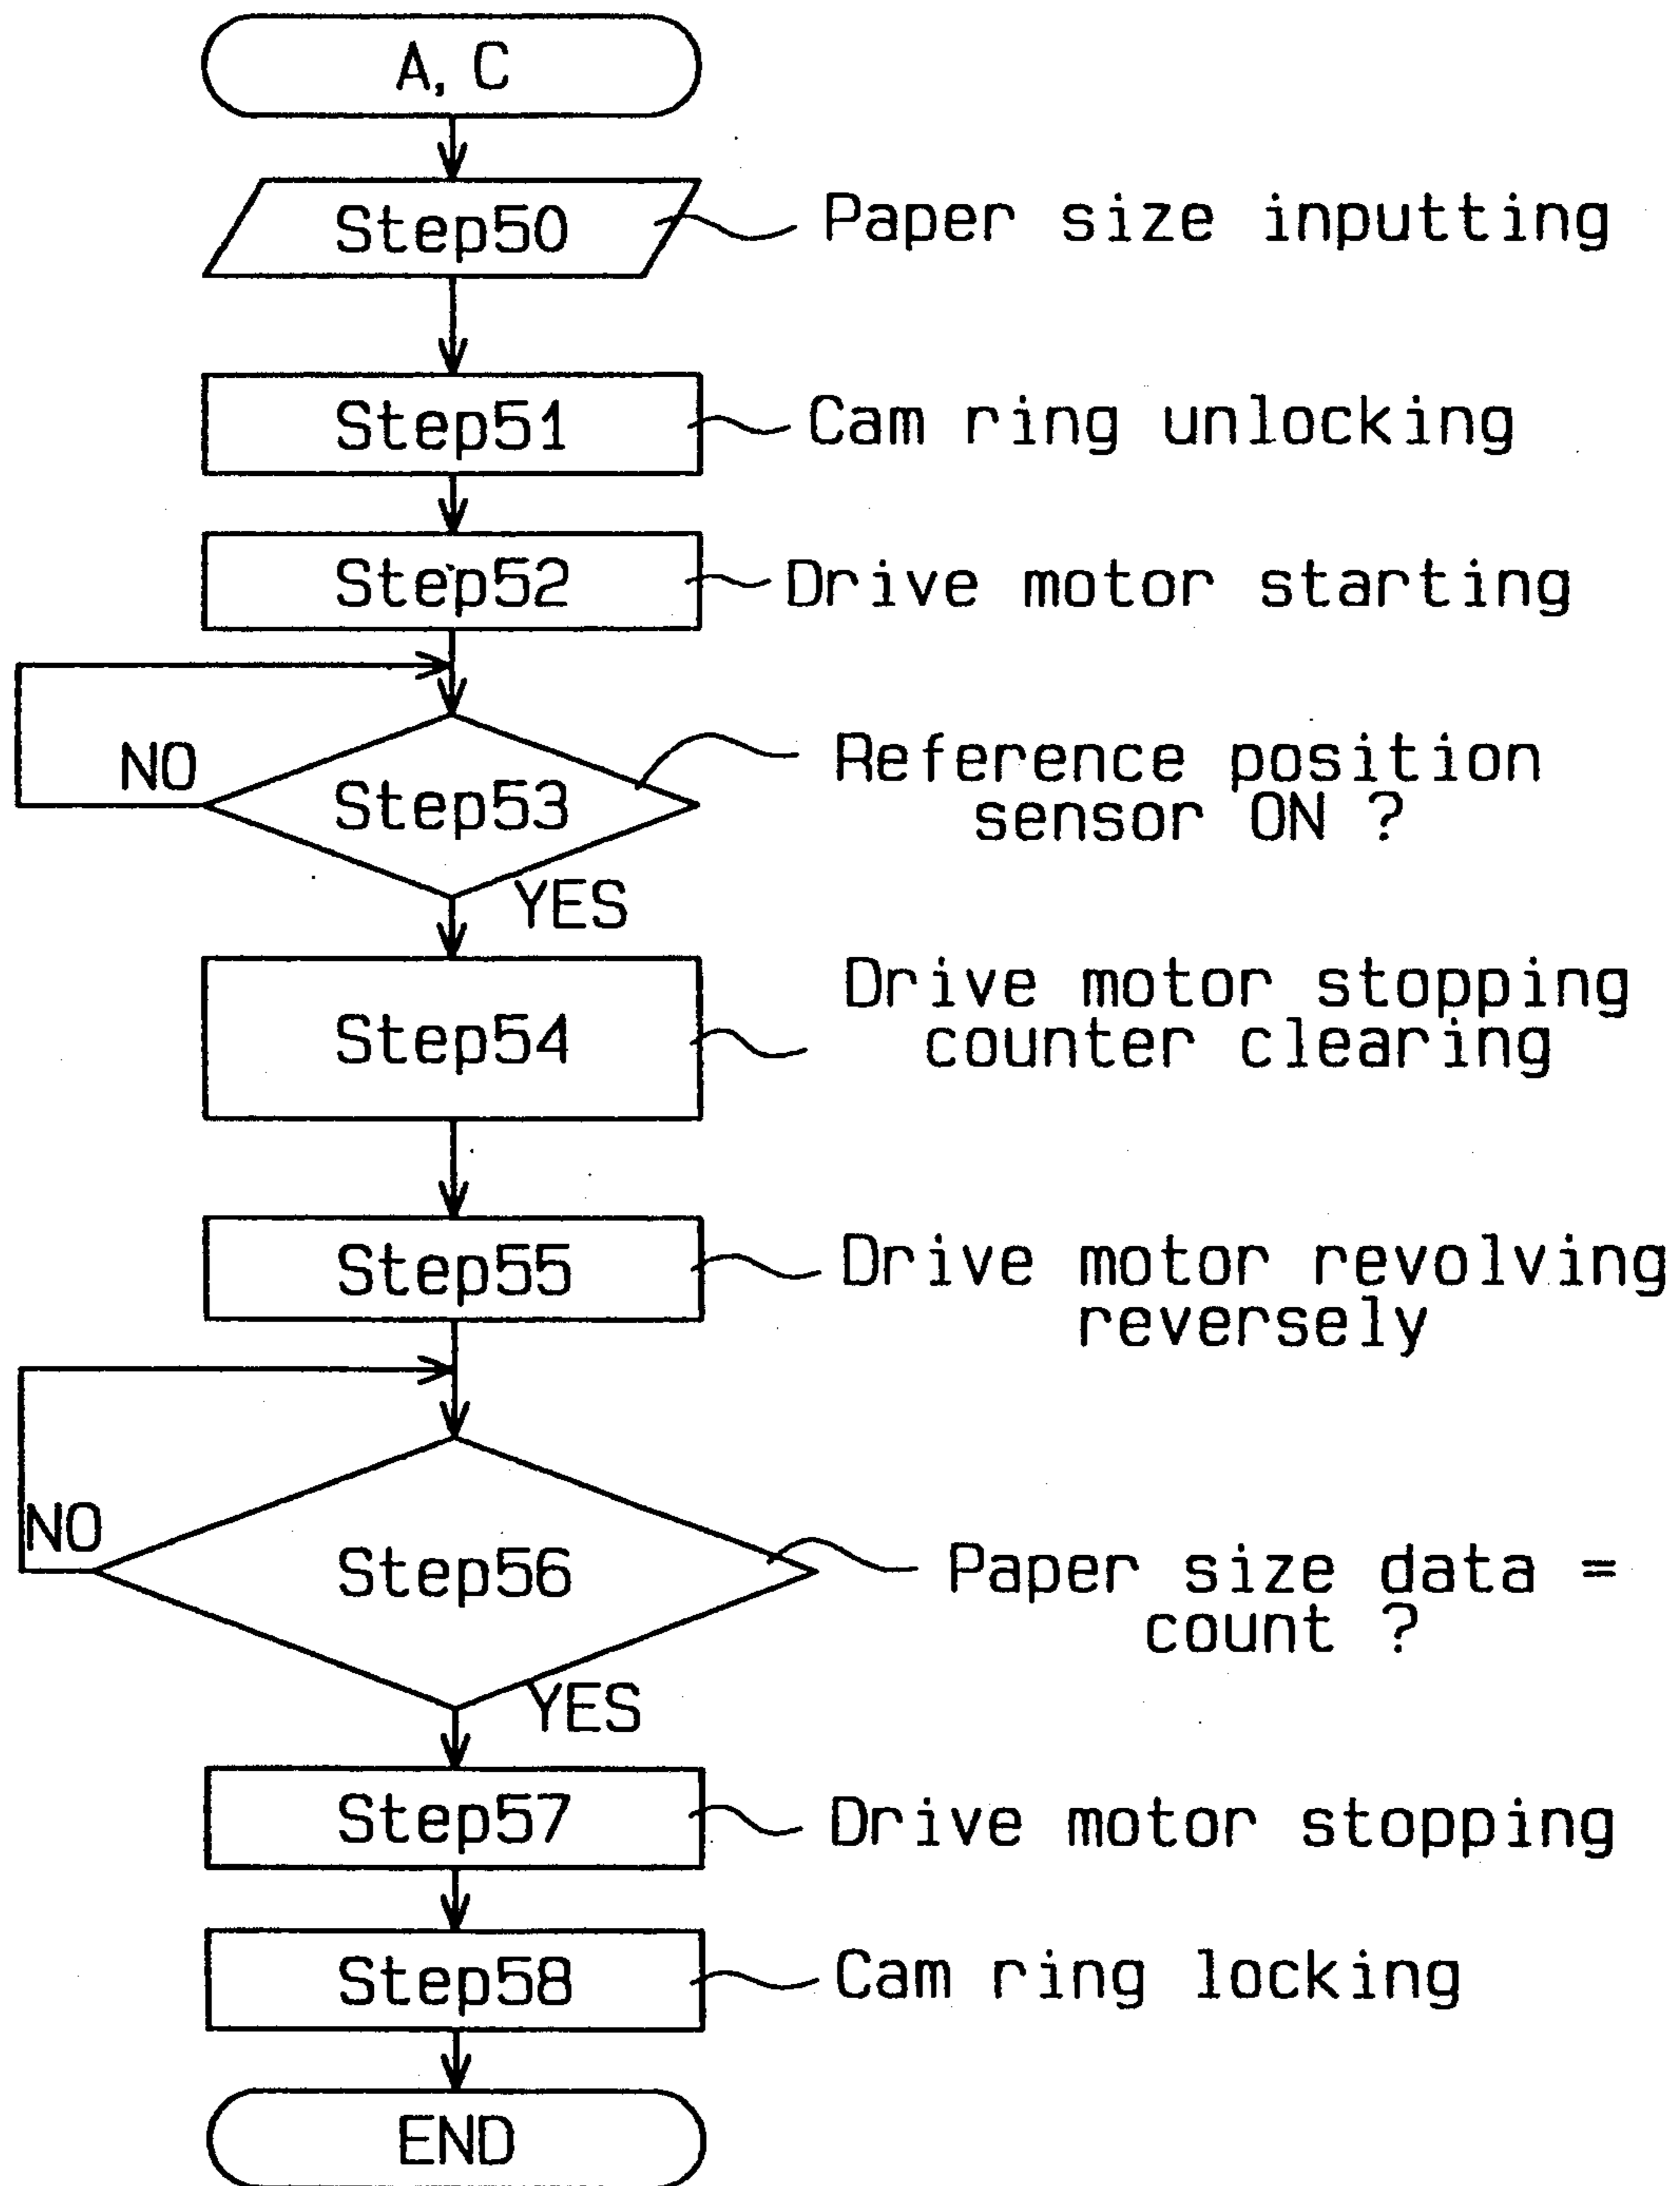 A, C
Step50
Paper size inputting
Step51
Cam ring unlocking
Step52
Drive motor starting
NO
Step53
Reference position
sensor ON ?
YES
Step54
Drive motor stopping
counter clearing
Step55
Drive motor revolving
reversely
NO
Step56
Paper size data =
count ?
YES
Step57
Drive motor stopping
Step58
Cam ring locking
END